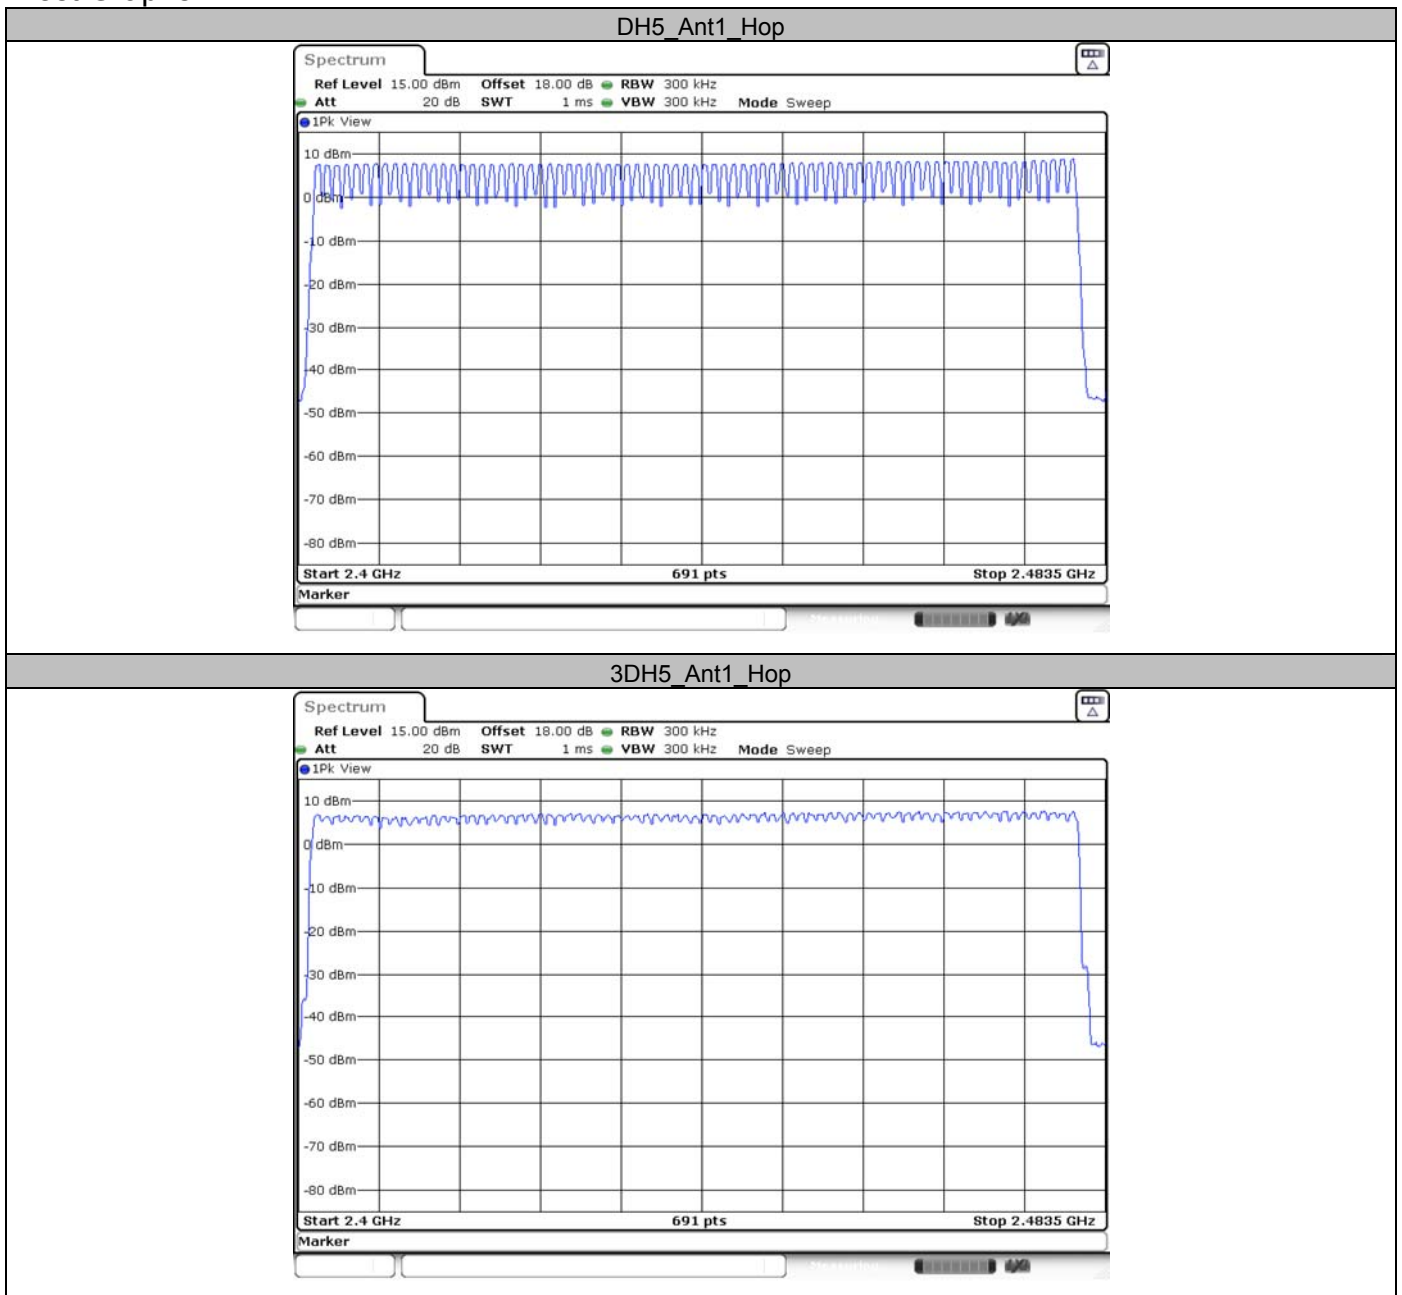 DH5_Ant1_Hop
Spectrum
Ref Level 15.00 dBm Offset 18.00 dB RBW 300 kHz
Att 20 dB SWT 1 ms VBW 300 kHz Mode Sweep
1Pk View
10 dBm
0 dBm
-10 dBm
-20 dBm
-30 dBm
-40 dBm
-50 dBm
-60 dBm
-70 dBm
-80 dBm
Start 2.4 GHz 691 pts Stop 2.4835 GHz
Marker
3DH5_Ant1_Hop
Spectrum
Ref Level 15.00 dBm Offset 18.00 dB RBW 300 kHz
Att 20 dB SWT 1 ms VBW 300 kHz Mode Sweep
1Pk View
10 dBm
0 dBm
-10 dBm
-20 dBm
-30 dBm
-40 dBm
-50 dBm
-60 dBm
-70 dBm
-80 dBm
Start 2.4 GHz 691 pts Stop 2.4835 GHz
Marker